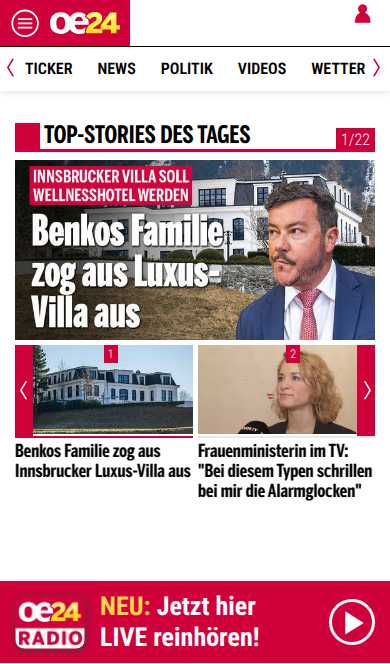 oe24
TICKER NEWS POLITIK VIDEOS WETTER
TOP-STORIES DES TAGES
1/22
INNSBRUCKER VILLA SOLL
WELLNESSHOTEL WERDEN
Benkos Familie
zog aus Luxus-
Villa aus
1
2
Benkos Familie zog aus
Innsbrucker Luxus-Villa aus
Frauenministerin im TV:
"Bei diesem Typen schrillen
bei mir die Alarmglocken"
oe24
RADIO
NEU: Jetzt hier
LIVE reinhören!